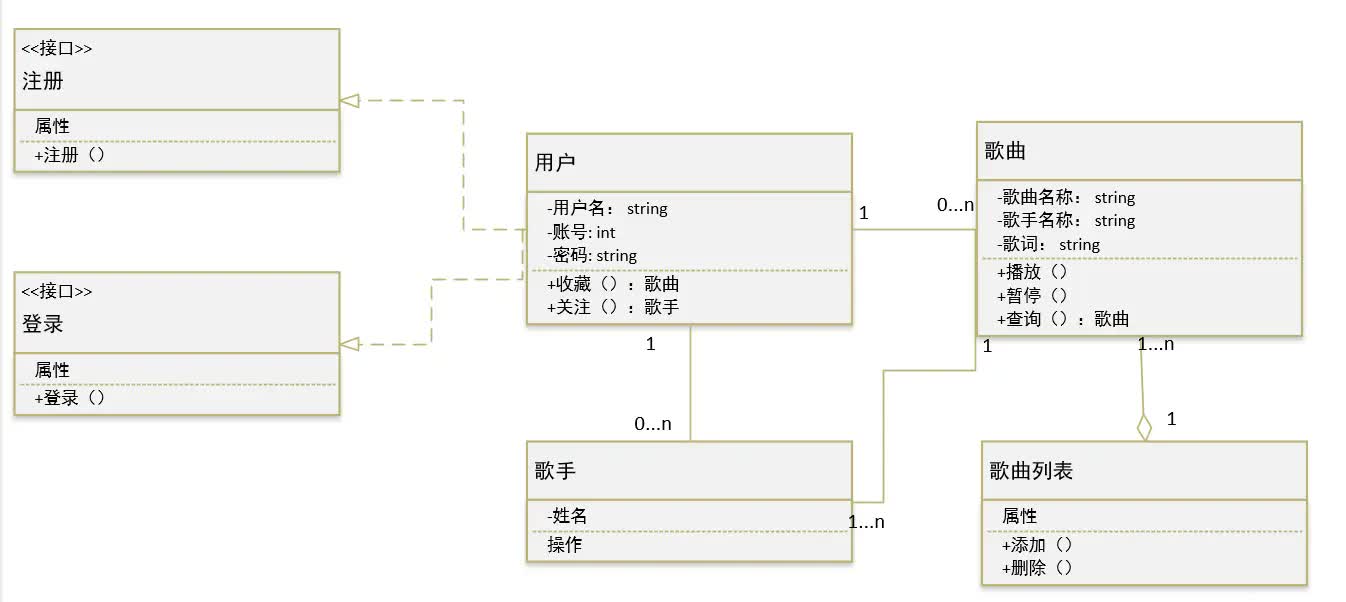 <<接口>>
注册
属性
+注册（）
<<接口>>
登录
属性
+登录（）
用户
-用户名： string
-账号: int
-密码: string
+收藏（）：歌曲
+关注（）：歌手
1
0...n
1
0...n
歌曲
-歌曲名称： string
-歌手名称： string
-歌词： string
+播放（）
+暂停（）
+查询（）：歌曲
1
1...n
1
歌手
-姓名
操作
1...n
歌曲列表
属性
+添加（）
+删除（）